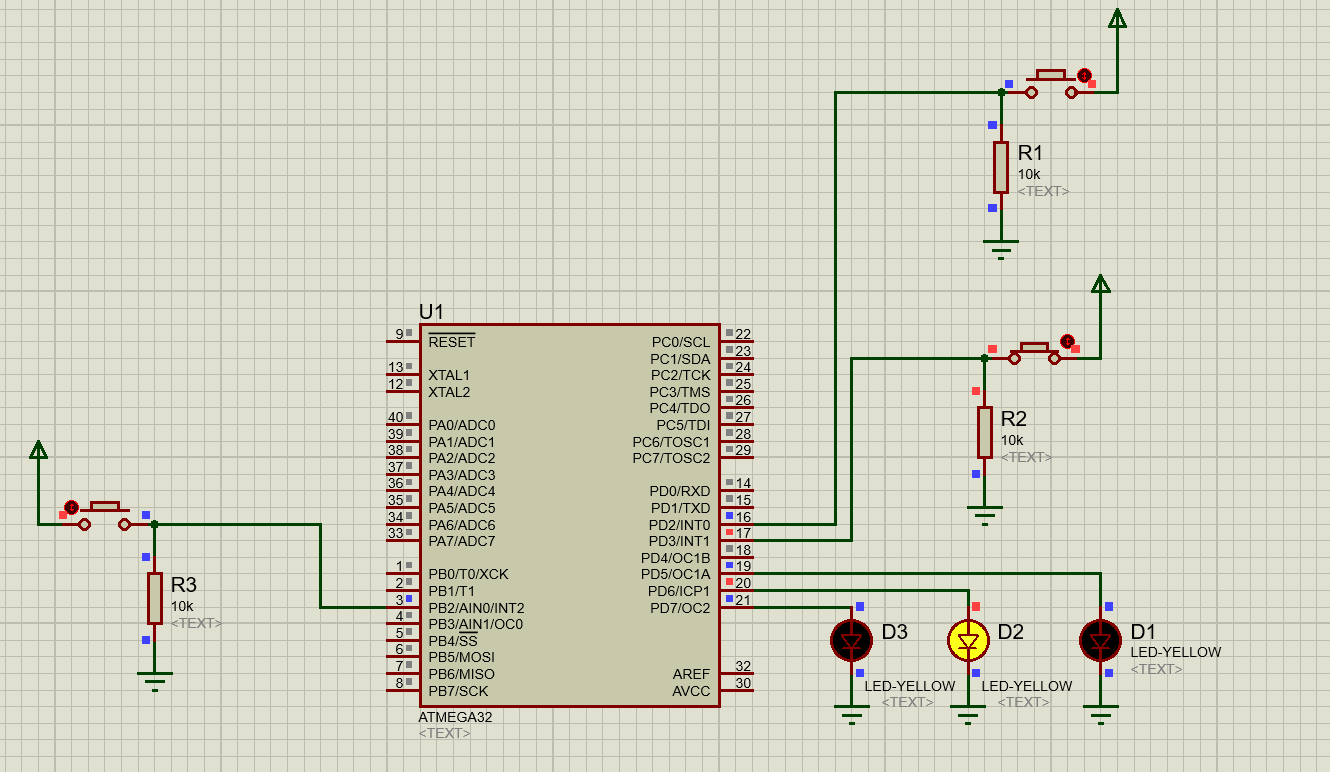 R1
10k
<TEXT>
U1
9 RESET
13 XTAL1
12 XTAL2
40 PA0/ADC0
39 PA1/ADC1
38 PA2/ADC2
37 PA3/ADC3
36 PA4/ADC4
35 PA5/ADC5
34 PA6/ADC6
33 PA7/ADC7
1 PB0/T0/XCK
2 PB1/T1
3 PB2/AIN0/INT2
4 PB3/AIN1/OC0
5 PB4/SS
6 PB5/MOSI
7 PB6/MISO
8 PB7/SCK
PC0/SCL 22
PC1/SDA 23
PC2/TCK 24
PC3/TMS 25
PC4/TDO 26
PC5/TDI 27
PC6/TOSC1 28
PC7/TOSC2 29
PD0/RXD 14
PD1/TXD 15
PD2/INT0 16
PD3/INT1 17
PD4/OC1B 18
PD5/OC1A 19
PD6/ICP1 20
PD7/OC2 21
AREF 32
AVCC 30
ATMEGA32
<TEXT>
R2
10k
<TEXT>
R3
10k
<TEXT>
D3
LED-YELLOW
<TEXT>
D2
LED-YELLOW
<TEXT>
D1
LED-YELLOW
<TEXT>